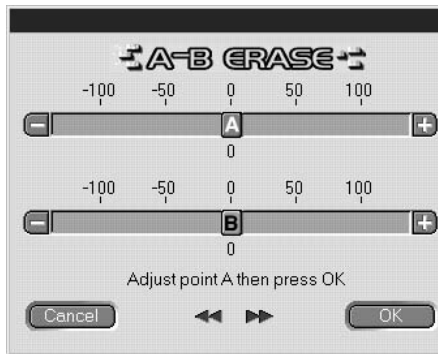 A-B ERASE
-100 -50 0 50 100
− A +
0
-100 -50 0 50 100
− B +
0
Adjust point A then press OK
Cancel OK